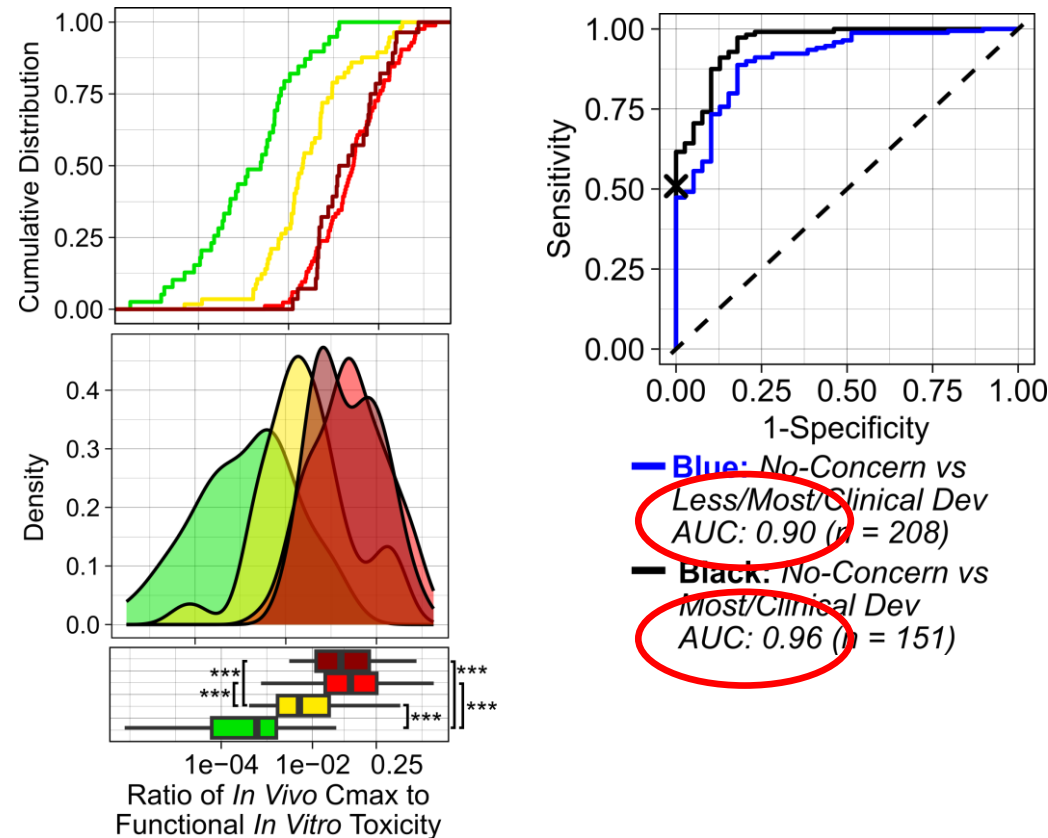 1.00
0.75
0.50
0.25
0.00
Cumulative Distribution
0.4
0.3
0.2
0.1
0.0
Density
***
***
***
***
***
1e−04 1e−02 0.25
Ratio of In Vivo Cmax to
Functional In Vitro Toxicity
1.00
0.75
0.50
0.25
0.00
Sensitivity
0.00 0.25 0.50 0.75 1.00
1-Specificity
Blue: No-Concern vs
Less/Most/Clinical Dev
AUC: 0.90 (n = 208)
Black: No-Concern vs
Most/Clinical Dev
AUC: 0.96 (n = 151)